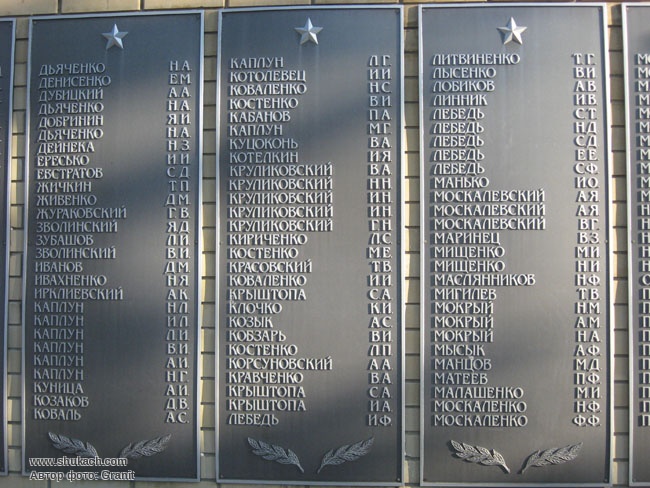 ДЬЯЧЕНКО Н.А.
ДЕНИСЕНКО Е.М.
ДУБИЦКИЙ А.А.
ДЬЯЧЕНКО Н.А.
ДОБРИНИН Я.И.
ДЬЯЧЕНКО Н.А.
ДЕЙНЕКА Н.З.
ЕРЕСЬКО И.И.
ЕВСТРАТОВ С.Д.
ЖИЧКИН Т.П.
ЖИВЕНКО Д.М.
ЖУРАКОВСКИЙ Г.В.
ЗВОЛИНСКИЙ Я.Д.
ЗУБАШОВ Л.И.
ЗВОЛИНСКИЙ В.И.
ИВАНОВ Д.М.
ИВАХНЕНКО Н.Я.
ИРКЛИЕВСКИЙ А.К.
КАПЛУН Н.Л.
КАПЛУН И.Л.
КАПЛУН Л.И.
КАПЛУН В.И.
КАПЛУН А.И.
КАПЛУН Н.Г.
КУНИЦА А.И.
КОЗАКОВ Д.В.
КОВАЛЬ А.С.
КАПЛУН Л.Г.
КОТОЛЕВЕЦ И.И.
КОВАЛЕНКО Н.С.
КОСТЕНКО В.И.
КАБАНОВ П.А.
КАПЛУН М.Г.
КУЦОКОНЬ В.А.
КОТЕЛКИН И.Я.
КРУЛИКОВСКИЙ В.А.
КРУЛИКОВСКИЙ Н.Н.
КРУЛИКОВСКИЙ И.Н.
КРУЛИКОВСКИЙ И.Н.
КРУЛИКОВСКИЙ Г.Н.
КИРИЧЕНКО Л.С.
КОСТЕНКО М.Е.
КРАСОВСКИЙ Т.В.
КОВАЛЕНКО И.И.
КРЫШТОПА С.А.
КЛОЧКО К.И.
КОЗЫК А.С.
КОБЗАРЬ В.И.
КОСТЕНКО Л.П.
КОРСУНОВСКИЙ А.А.
КРАВЧЕНКО В.А.
КРЫШТОПА С.А.
КРЫШТОПА И.А.
ЛЕБЕДЬ И.Ф.
ЛИТВИНЕНКО Т.Г.
ЛЫСЕНКО В.И.
ЛОБИКОВ А.В.
ЛИННИК И.В.
ЛЕБЕДЬ С.Т.
ЛЕБЕДЬ Н.Д.
ЛЕБЕДЬ С.Д.
ЛЕБЕДЬ Е.Е.
ЛЕБЕДЬ С.Ф.
МАНЬКО И.О.
МОСКАЛЕВСКИЙ А.Я.
МОСКАЛЕВСКИЙ А.Я.
МОСКАЛЕВСКИЙ В.Г.
МАРИНЕЦ В.З.
МИЩЕНКО М.И.
МИЩЕНКО Н.И.
МАСЛЯННИКОВ Н.Ф.
МИГИЛЕВ Т.В.
МОКРЫЙ Н.М.
МОКРЫЙ А.М.
МОКРЫЙ Н.А.
МЫСЫК А.Ф.
МАНЦОВ М.Д.
МАТЕЕВ П.Ф.
МАЛАШЕНКО М.И.
МОСКАЛЕНКО Н.Ф.
МОСКАЛЕНКО Ф.Ф.
www.shukach.com
Автор фото: Granit